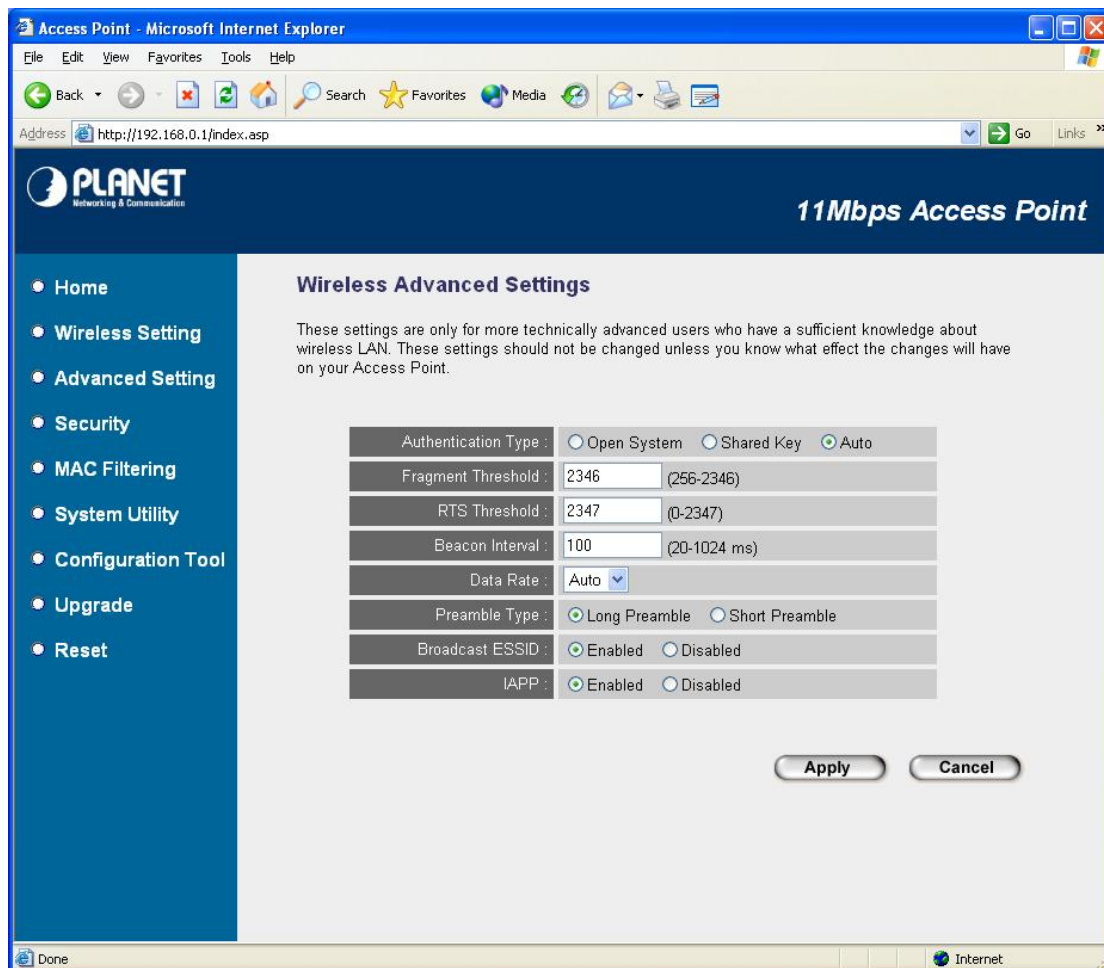 Access Point - Microsoft Internet Explorer
File Edit View Favorites Tools Help
Back Search Favorites Media
Address http://192.168.0.1/index.asp Go Links »
PLANET
Networking & Communication
11Mbps Access Point
Home
Wireless Setting
Advanced Setting
Security
MAC Filtering
System Utility
Configuration Tool
Upgrade
Reset
Wireless Advanced Settings
These settings are only for more technically advanced users who have a sufficient knowledge about
wireless LAN. These settings should not be changed unless you know what effect the changes will have
on your Access Point.
Authentication Type : Open System Shared Key Auto
Fragment Threshold : 2346 (256-2346)
RTS Threshold : 2347 (0-2347)
Beacon Interval : 100 (20-1024 ms)
Data Rate : Auto
Preamble Type : Long Preamble Short Preamble
Broadcast ESSID : Enabled Disabled
IAPP : Enabled Disabled
Apply Cancel
Done Internet